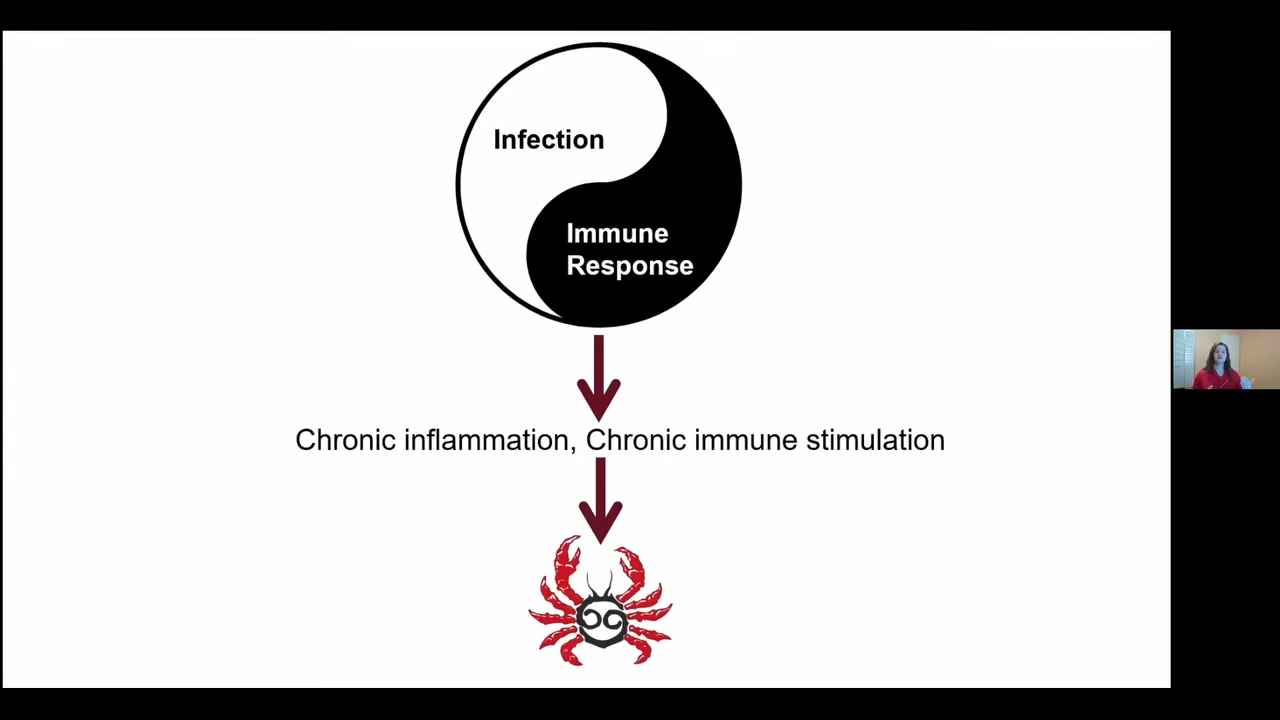 Infection
Immune
Response
Chronic inflammation, Chronic immune stimulation